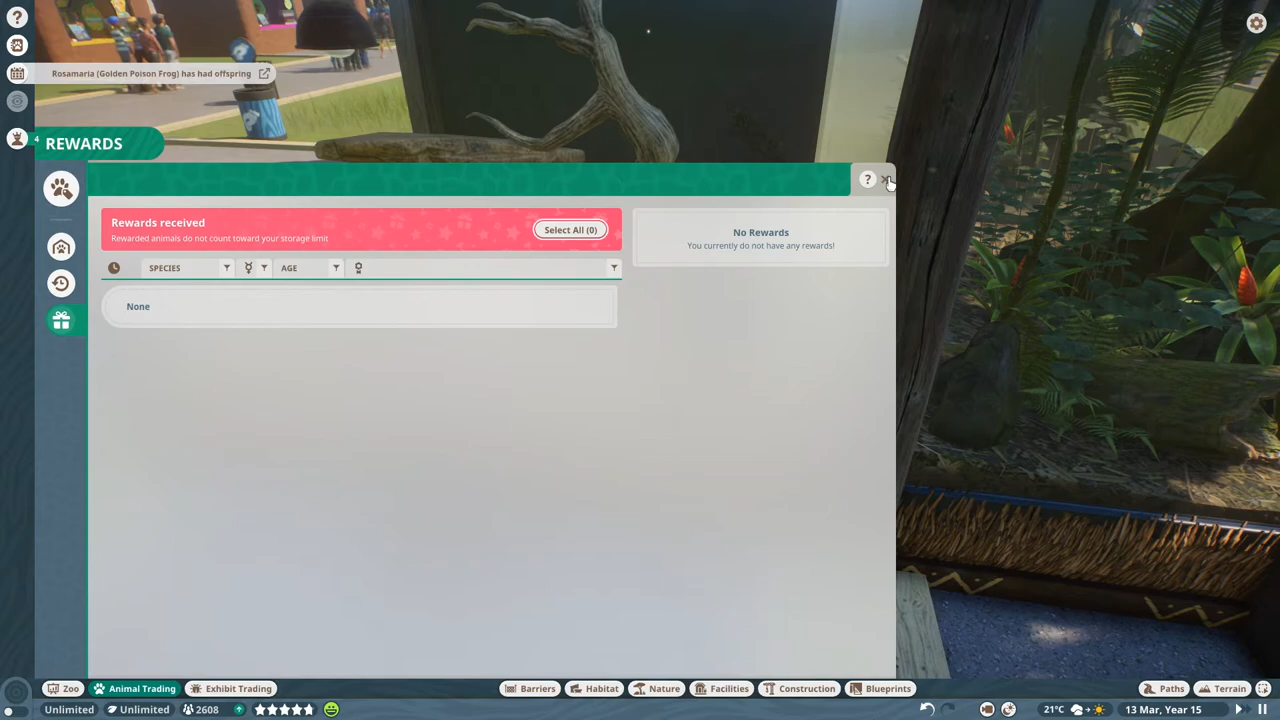 Rosamaria (Golden Poison Frog) has had offspring
4
REWARDS
?
Rewards received
Rewarded animals do not count toward your storage limit
Select All (0)
No Rewards
You currently do not have any rewards!
SPECIES
AGE
None
Zoo
Animal Trading
Exhibit Trading
Barriers
Habitat
Nature
Facilities
Construction
Blueprints
Paths
Terrain
Unlimited
Unlimited
2608
21°C
13 Mar, Year 15